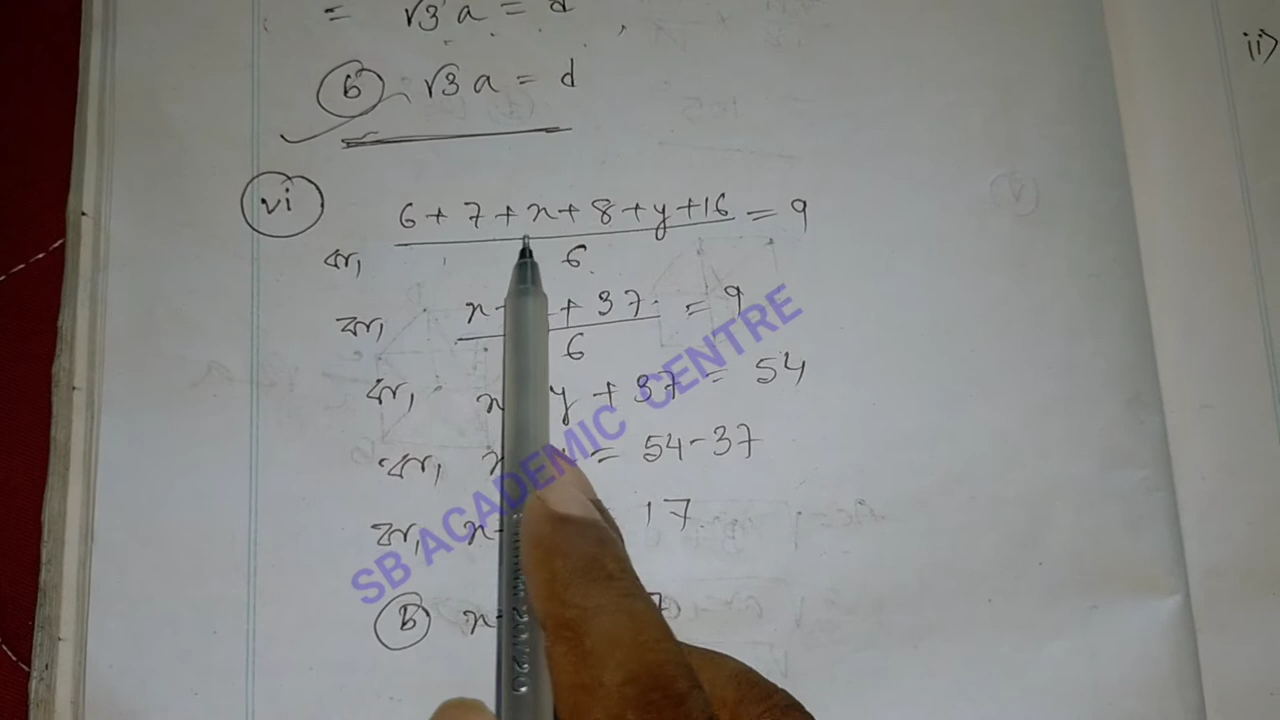 = √3 a = d
b √3 a = d
vi
6 + 7 + x + 8 + y + 16 = 9
বা, 6
বা, x + 37 = 9
6
বা, x y + 37 = 54
বা, x = 54 - 37
বা, x 17
B x
ii)
SB ACADEMIC CENTRE